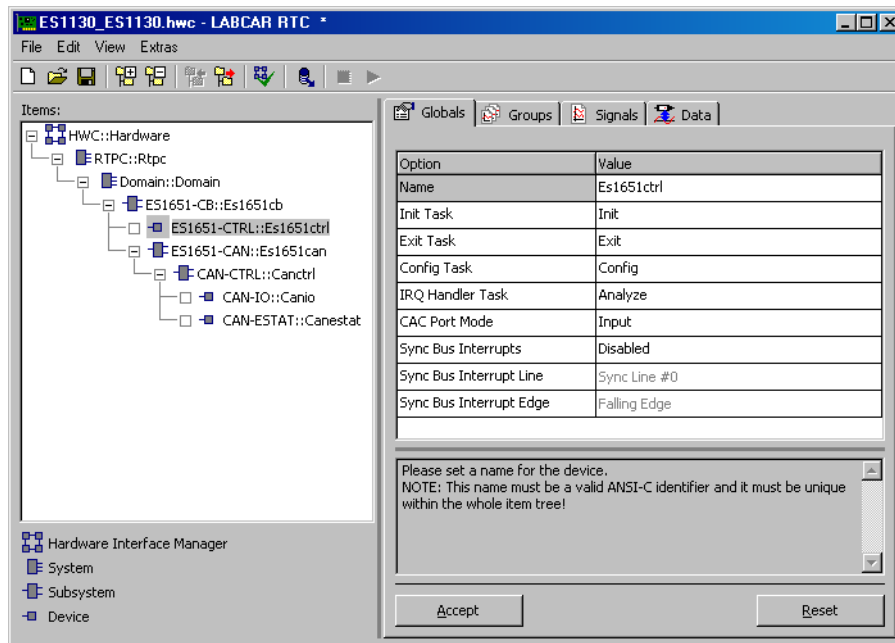 ES1130_ES1130.hwc - LABCAR RTC *
File Edit View Extras
Items:
HWC::Hardware
RTPC::Rtpc
Domain::Domain
ES1651-CB::Es1651cb
ES1651-CTRL::Es1651ctrl
ES1651-CAN::Es1651can
CAN-CTRL::Canctrl
CAN-IO::Canio
CAN-ESTAT::Canestat
Hardware Interface Manager
System
Subsystem
Device
Globals Groups Signals Data
Option Value
Name Es1651ctrl
Init Task Init
Exit Task Exit
Config Task Config
IRQ Handler Task Analyze
CAC Port Mode Input
Sync Bus Interrupts Disabled
Sync Bus Interrupt Line Sync Line #0
Sync Bus Interrupt Edge Falling Edge
Please set a name for the device.
NOTE: This name must be a valid ANSI-C identifier and it must be unique
within the whole item tree!
Accept Reset